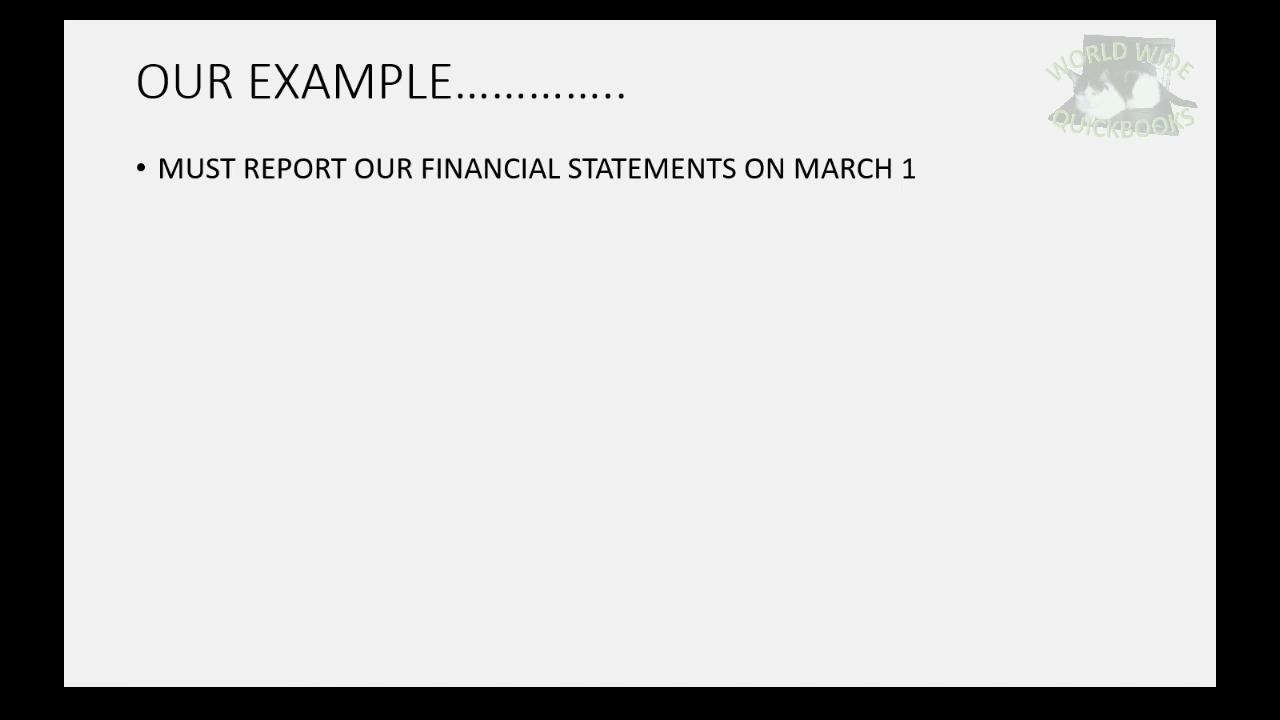 OUR EXAMPLE…………..
WORLD WIDE
QUICKBOOKS
• MUST REPORT OUR FINANCIAL STATEMENTS ON MARCH 1